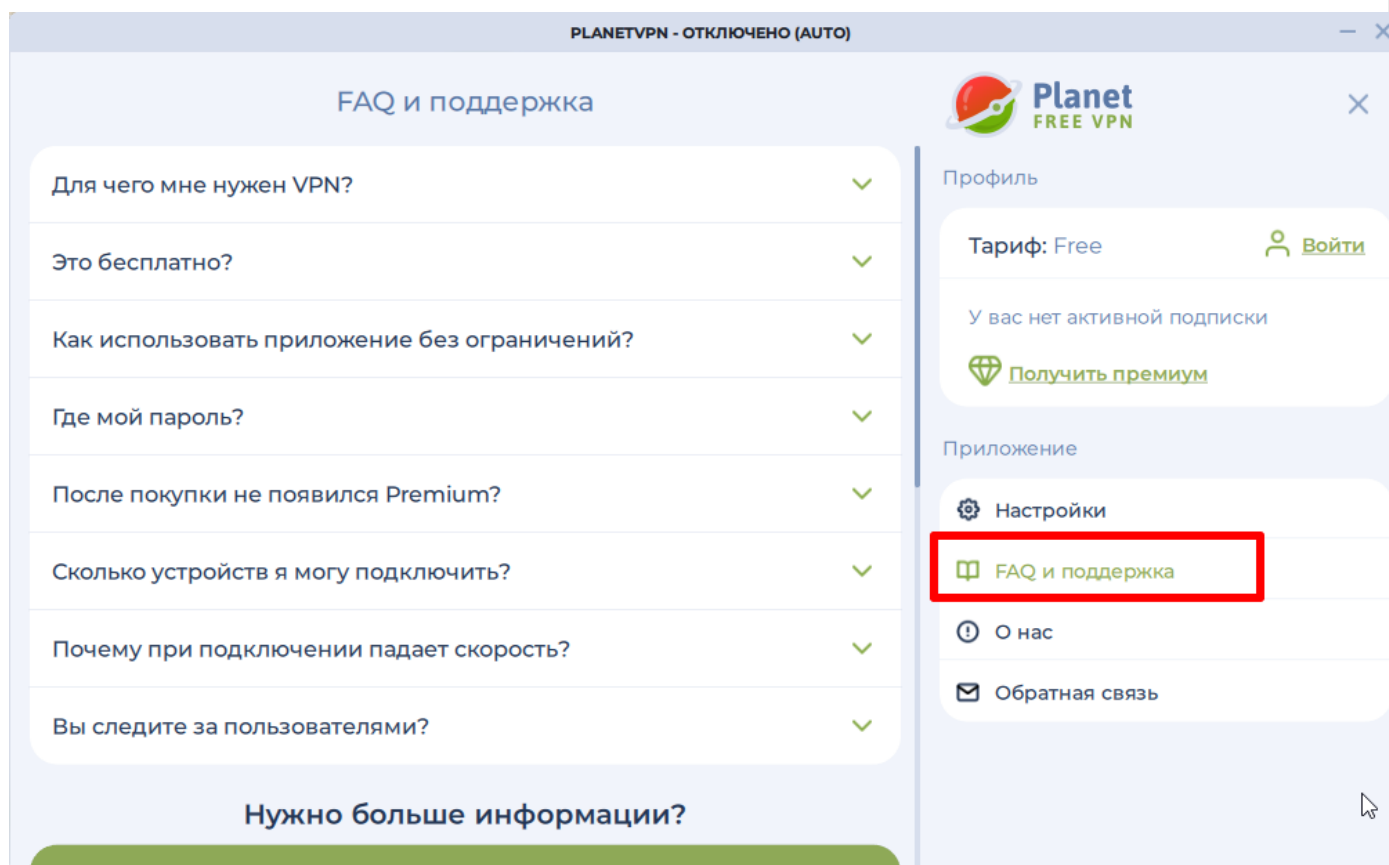 PLANETVPN - ОТКЛЮЧЕНО (AUTO)
FAQ и поддержка
Для чего мне нужен VPN?
Это бесплатно?
Как использовать приложение без ограничений?
Где мой пароль?
После покупки не появился Premium?
Сколько устройств я могу подключить?
Почему при подключении падает скорость?
Вы следите за пользователями?
Нужно больше информации?
Planet
FREE VPN
Профиль
Тариф: Free
Войти
У вас нет активной подписки
Получить премиум
Приложение
Настройки
FAQ и поддержка
О нас
Обратная связь